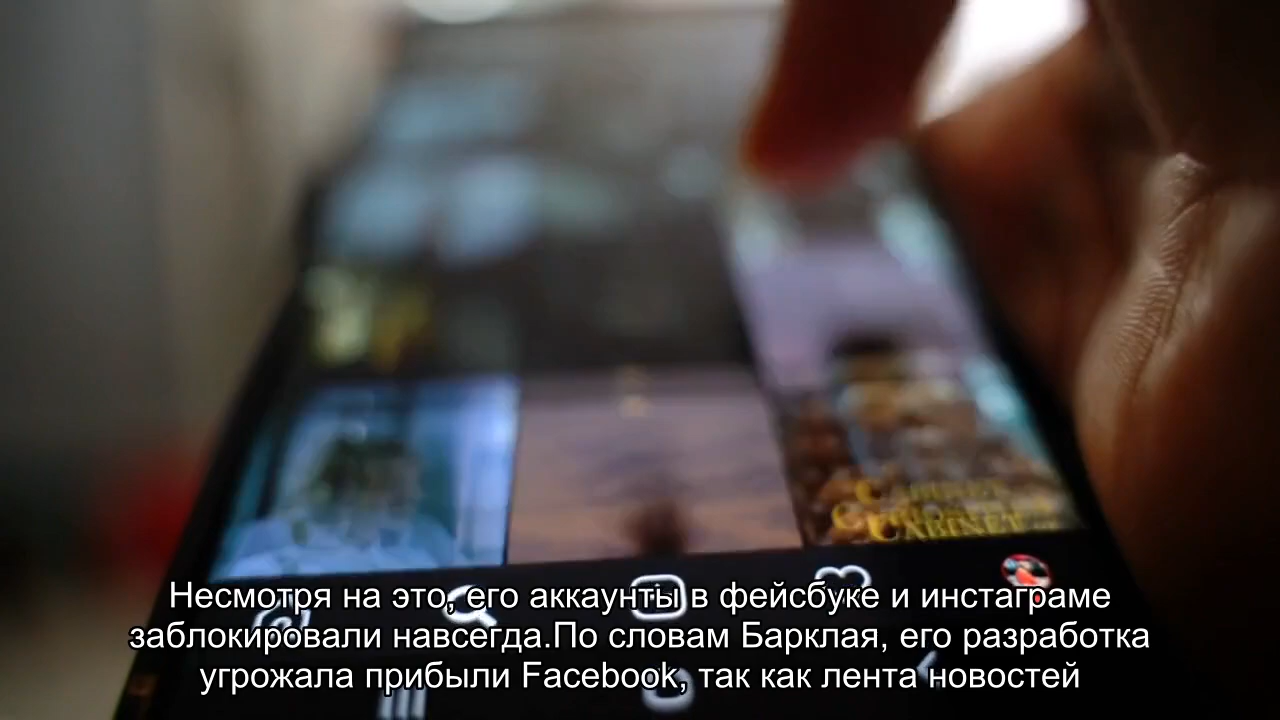 CABINET
Несмотря на это, его аккаунты в фейсбуке и инстаграме
заблокировали навсегда.По словам Барклая, его разработка
угрожала прибыли Facebook, так как лента новостей